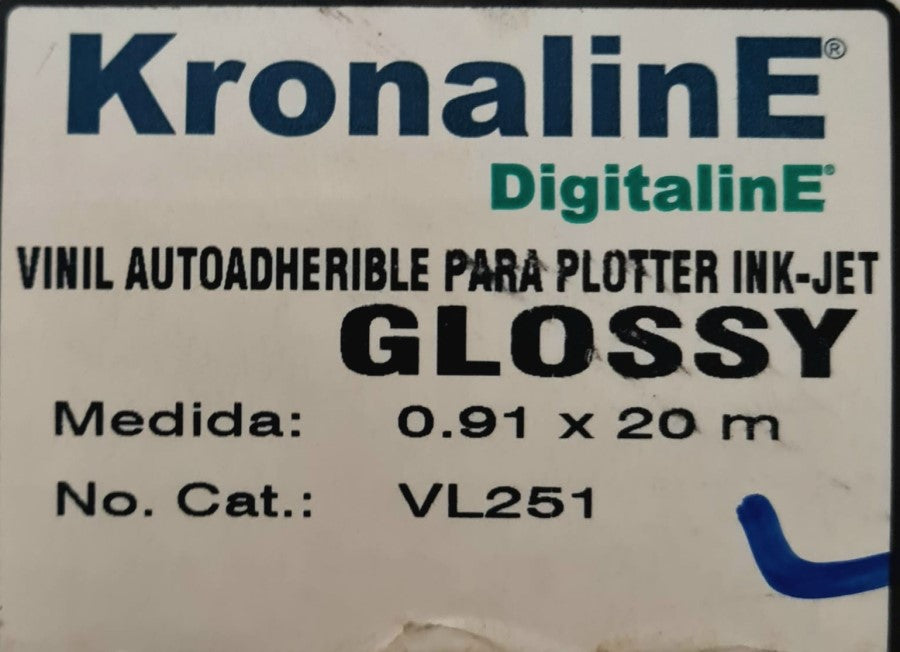 KronalinE®
DigitalinE®
VINIL AUTOADHERIBLE PARA PLOTTER INK-JET
GLOSSY
Medida: 0.91 x 20 m
No. Cat.: VL251